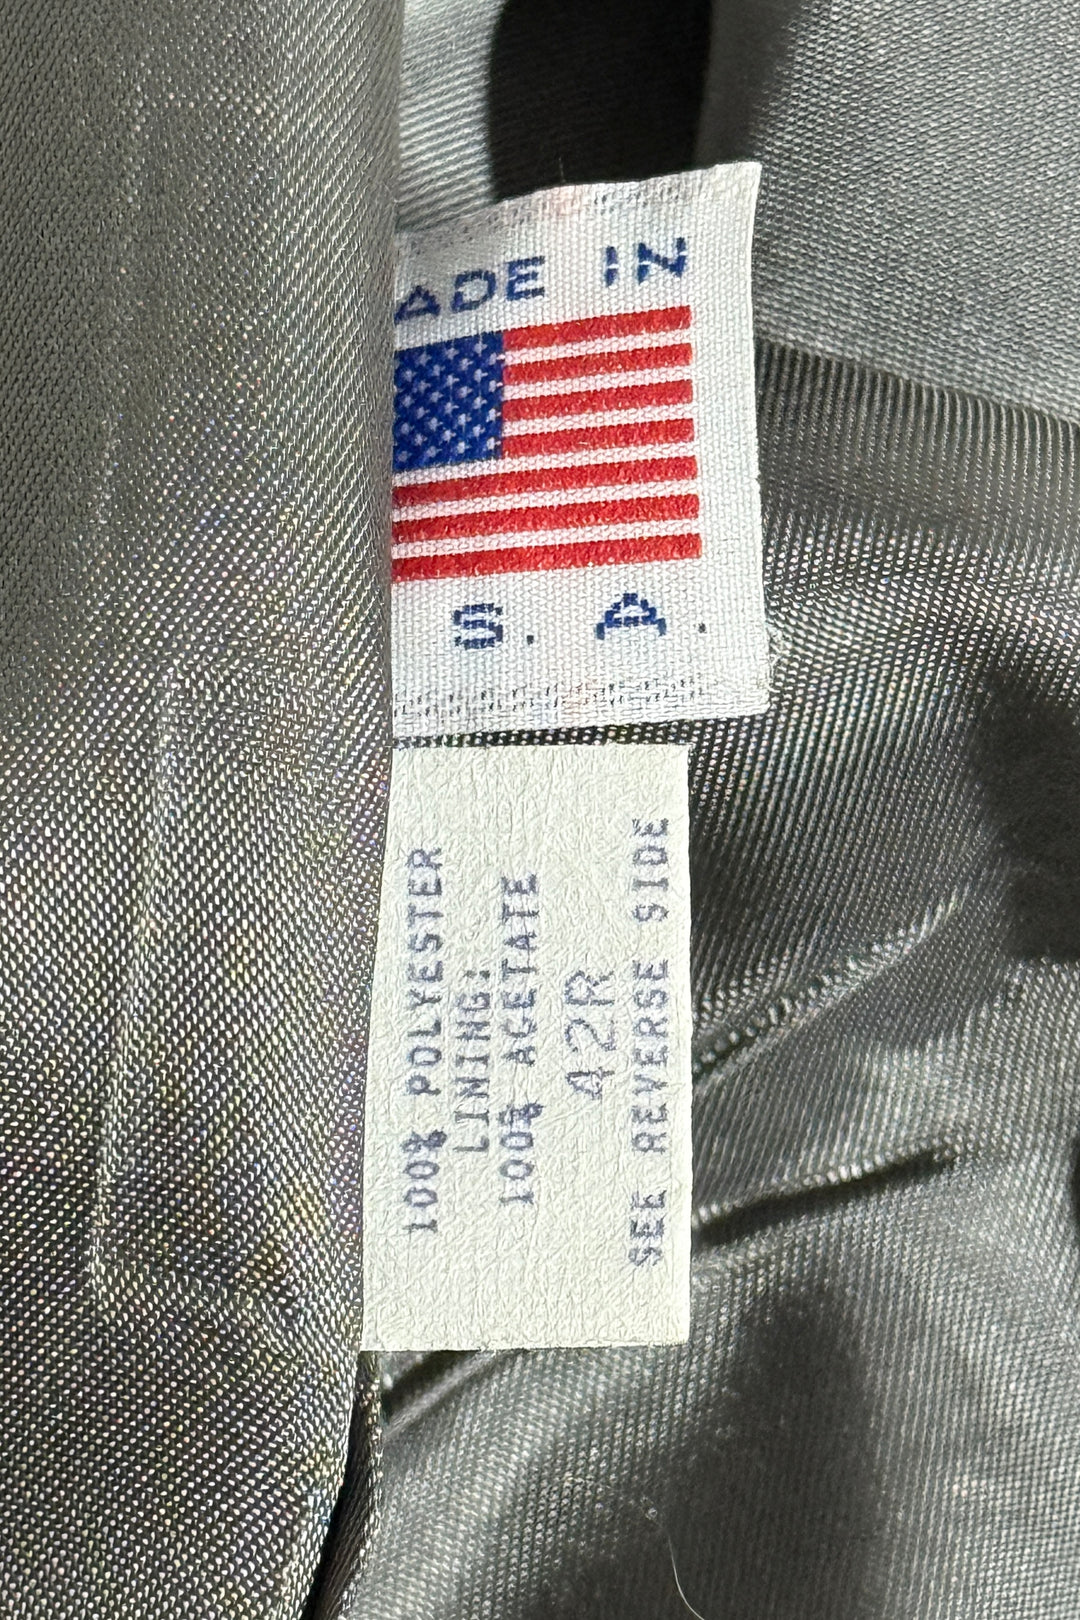 ADE IN
S. A.
100% POLYESTER
LINING:
100% ACETATE
42R
SEE REVERSE SIDE